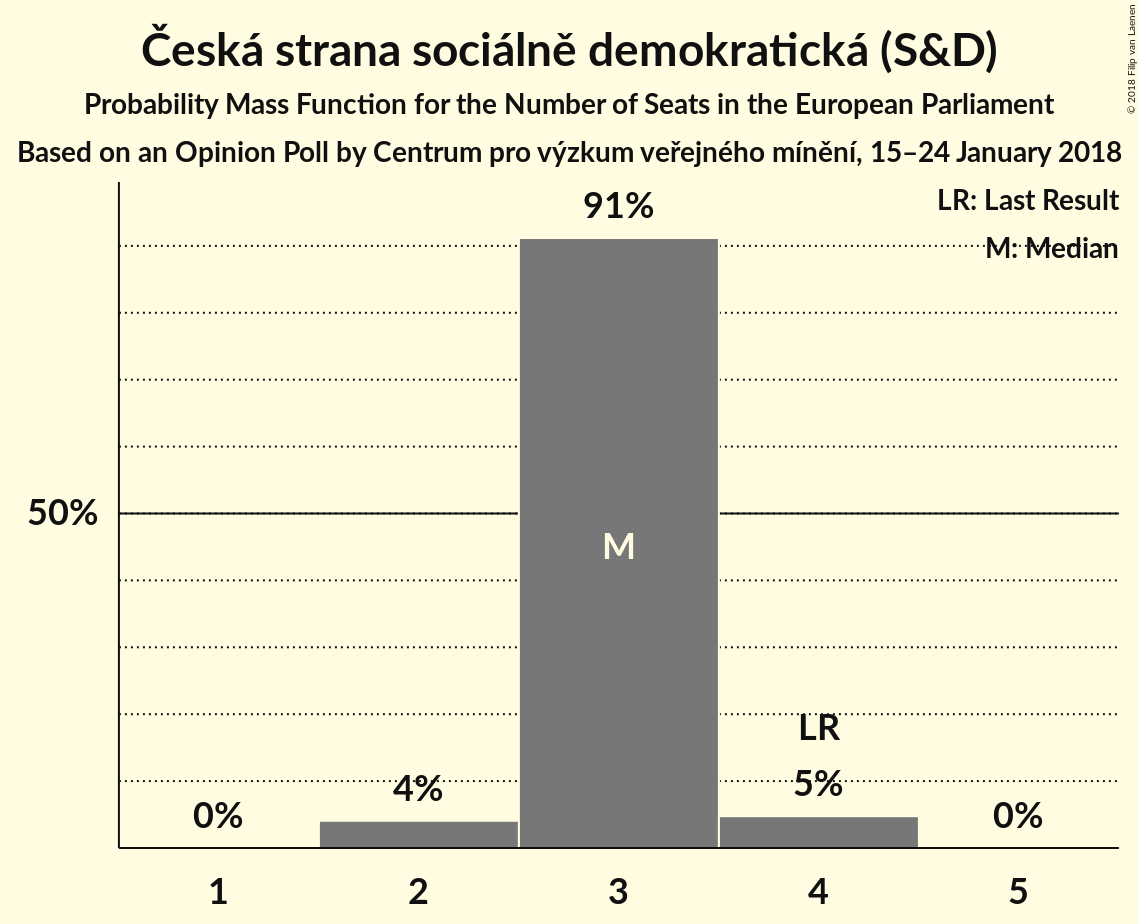 Česká strana sociálně demokratická (S&D)
Probability Mass Function for the Number of Seats in the European Parliament
Based on an Opinion Poll by Centrum pro výzkum veřejného mínění, 15–24 January 2018
© 2018 Filip van Laenen
LR: Last Result
M: Median
91%
50%
M
LR
4%
5%
0%
0%
1 2 3 4 5